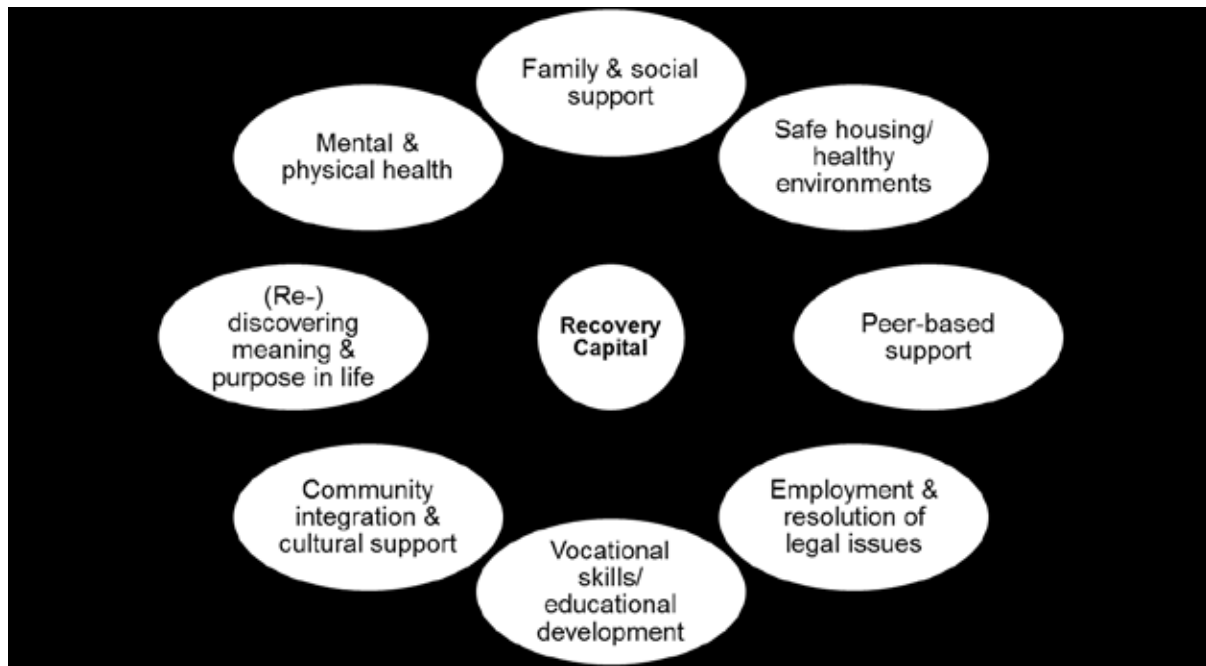 Family & social
support
Safe housing/
healthy
environments
Peer-based
support
Employment &
resolution of
legal issues
Vocational
skills/
educational
development
Community
integration &
cultural support
(Re-)
discovering
meaning &
purpose in life
Mental &
physical health
Recovery
Capital